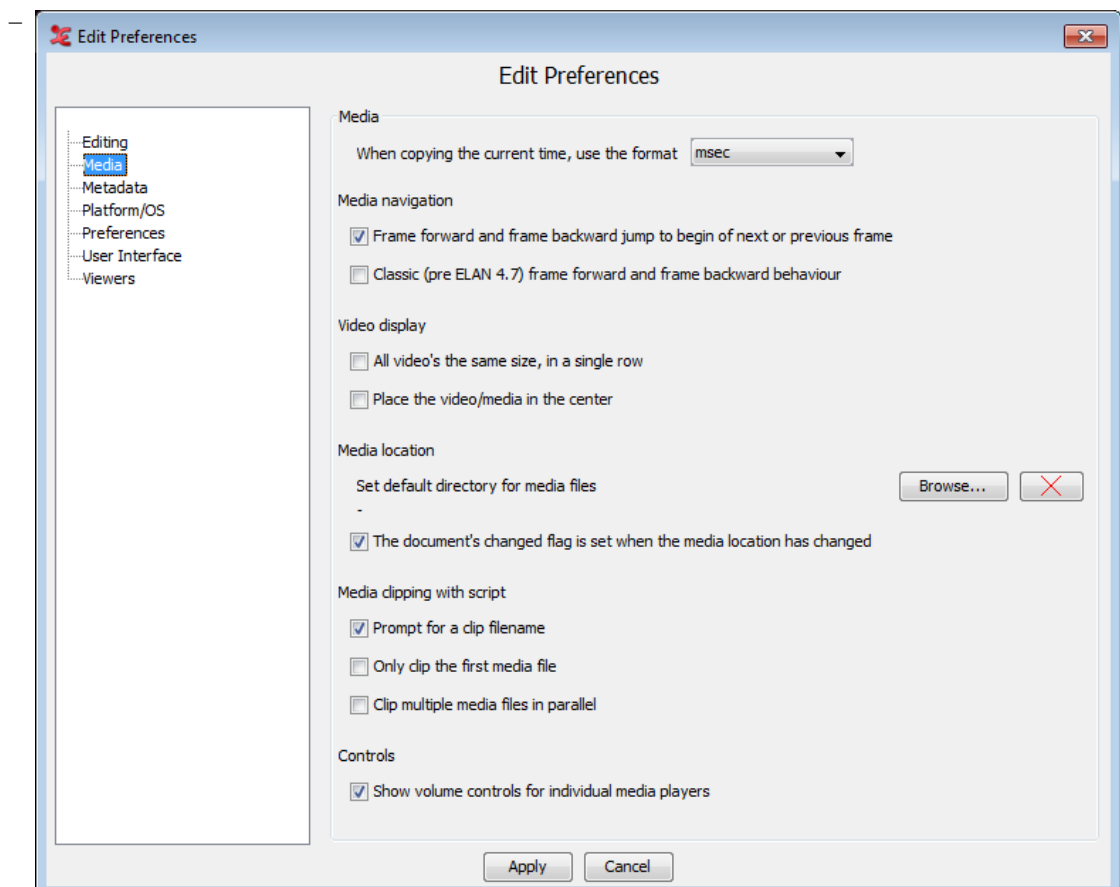 Edit Preferences
Edit Preferences
Editing
Media
Metadata
Platform/OS
Preferences
User Interface
Viewers
Media
When copying the current time, use the format msec
Media navigation
Frame forward and frame backward jump to begin of next or previous frame
Classic (pre ELAN 4.7) frame forward and frame backward behaviour
Video display
All video's the same size, in a single row
Place the video/media in the center
Media location
Set default directory for media files Browse...
-
The document's changed flag is set when the media location has changed
Media clipping with script
Prompt for a clip filename
Only clip the first media file
Clip multiple media files in parallel
Controls
Show volume controls for individual media players
Apply Cancel